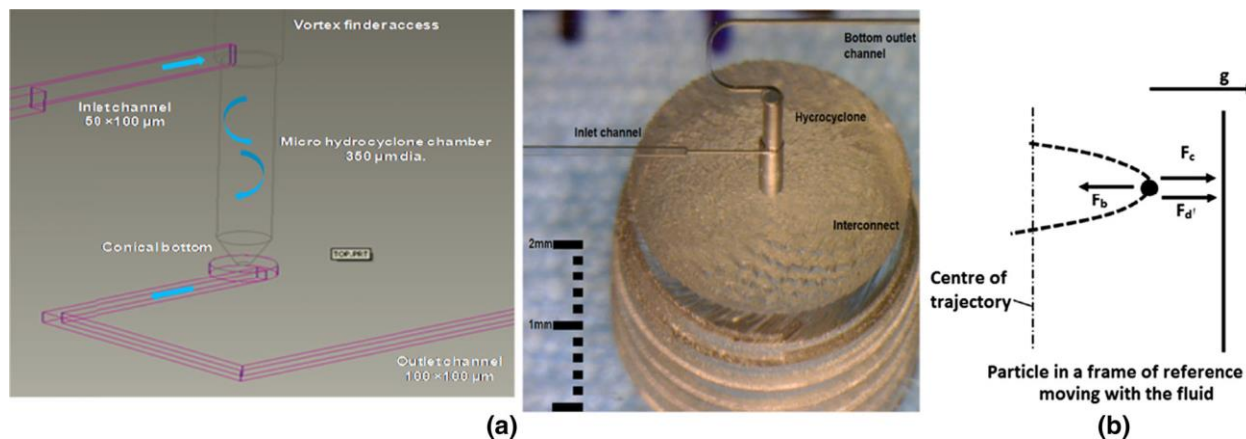 Vortex finder access
Inlet channel
50 ×100 μm
Micro hydrocyclone chamber
350 μm dia.
Conical bottom
TOP.PRT
Outlet channel
100 ×100 μm
Bottom outlet
channel
Hycrocyclone
Inlet channel
Interconnect
2mm
1mm
(a)
g
Fc
Fb
Fd'
Centre of
trajectory
Particle in a frame of reference
moving with the fluid
(b)